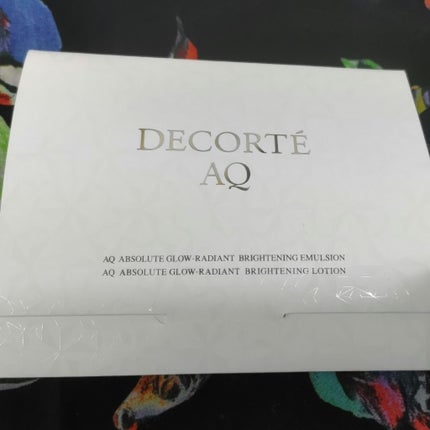 DECORTÉ
AQ
AQ ABSOLUTE GLOW-RADIANT BRIGHTENING EMULSION
AQ ABSOLUTE GLOW-RADIANT BRIGHTENING LOTION